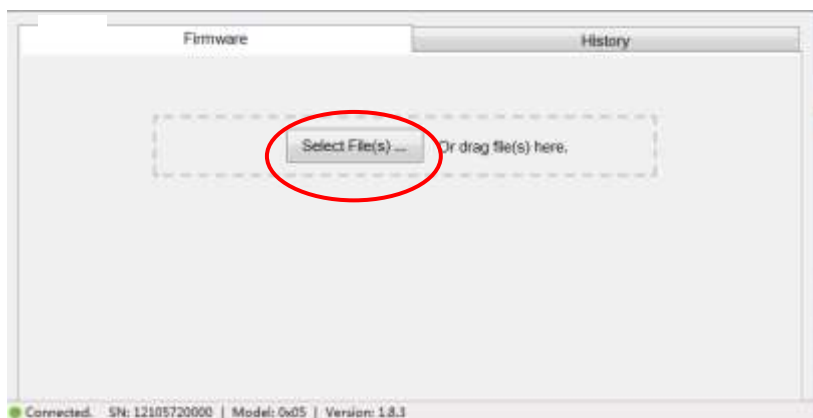 Firmware
History
Select File(s) ... Or drag file(s) here.
Connected. SN: 12105720000 | Model: 0x05 | Version: 1.8.3